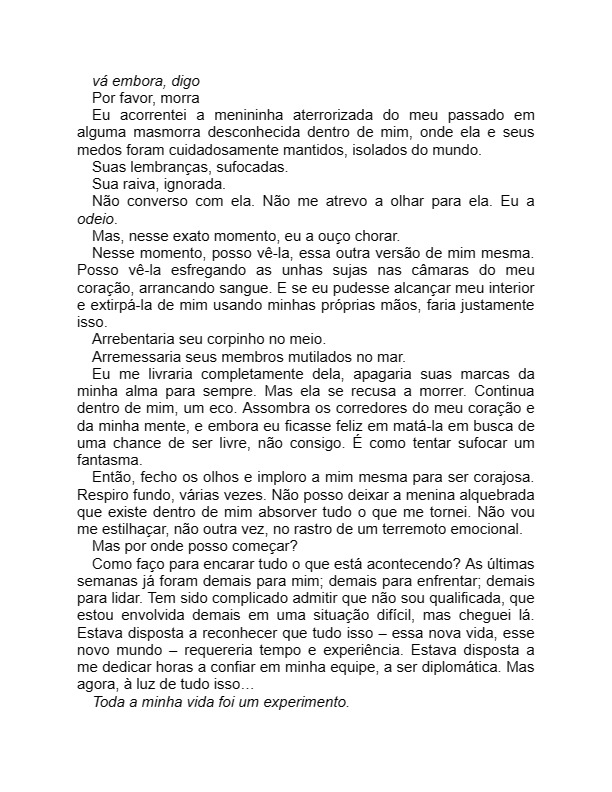 vá embora, digo
Por favor, morra
Eu acorrentei a menininha aterrorizada do meu passado em
alguma masmorra desconhecida dentro de mim, onde ela e seus
medos foram cuidadosamente mantidos, isolados do mundo.
Suas lembranças, sufocadas.
Sua raiva, ignorada.
Não converso com ela. Não me atrevo a olhar para ela. Eu a
odeio.
Mas, nesse exato momento, eu a ouço chorar.
Nesse momento, posso vê-la, essa outra versão de mim mesma.
Posso vê-la esfregando as unhas sujas nas câmaras do meu
coração, arrancando sangue. E se eu pudesse alcançar meu interior
e extirpá-la de mim usando minhas próprias mãos, faria justamente
isso.
Arrebentaria seu corpinho no meio.
Arremessaria seus membros mutilados no mar.
Eu me livraria completamente dela, apagaria suas marcas da
minha alma para sempre. Mas ela se recusa a morrer. Continua
dentro de mim, um eco. Assombra os corredores do meu coração e
da minha mente, e embora eu ficasse feliz em matá-la em busca de
uma chance de ser livre, não consigo. É como tentar sufocar um
fantasma.
Então, fecho os olhos e imploro a mim mesma para ser corajosa.
Respiro fundo, várias vezes. Não posso deixar a menina alquebrada
que existe dentro de mim absorver tudo o que me tornei. Não vou
me estilhaçar, não outra vez, no rastro de um terremoto emocional.
Mas por onde posso começar?
Como faço para encarar tudo o que está acontecendo? As últimas
semanas já foram demais para mim; demais para enfrentar; demais
para lidar. Tem sido complicado admitir que não sou qualificada, que
estou envolvida demais em uma situação difícil, mas cheguei lá.
Estava disposta a reconhecer que tudo isso – essa nova vida, esse
novo mundo – requereria tempo e experiência. Estava disposta a
me dedicar horas a confiar em minha equipe, a ser diplomática. Mas
agora, à luz de tudo isso…
Toda a minha vida foi um experimento.